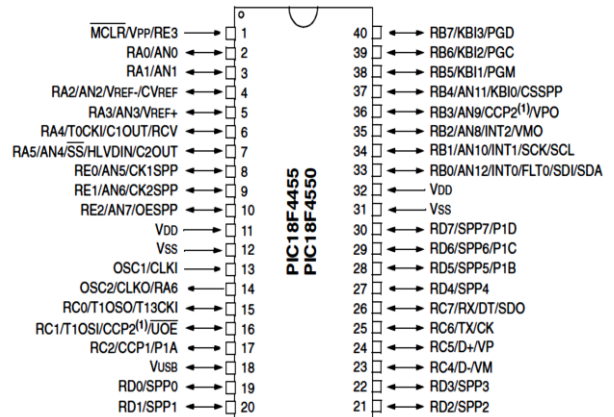 MCLR/VPP/RE3 1
RA0/AN0 2
RA1/AN1 3
RA2/AN2/VREF-/CVREF 4
RA3/AN3/VREF+ 5
RA4/T0CKI/C1OUT/RCV 6
RA5/AN4/SS/HLVDIN/C2OUT 7
RE0/AN5/CK1SPP 8
RE1/AN6/CK2SPP 9
RE2/AN7/OESPP 10
VDD 11
VSS 12
OSC1/CLKI 13
OSC2/CLKO/RA6 14
RC0/T1OSO/T13CKI 15
RC1/T1OSI/CCP2(1)/UOE 16
RC2/CCP1/P1A 17
VUSB 18
RD0/SPP0 19
RD1/SPP1 20
PIC18F4455
PIC18F4550
40 RB7/KBI3/PGD
39 RB6/KBI2/PGC
38 RB5/KBI1/PGM
37 RB4/AN11/KBI0/CSSPP
36 RB3/AN9/CCP2(1)/VPO
35 RB2/AN8/INT2/VMO
34 RB1/AN10/INT1/SCK/SCL
33 RB0/AN12/INT0/FLT0/SDI/SDA
32 VDD
31 VSS
30 RD7/SPP7/P1D
29 RD6/SPP6/P1C
28 RD5/SPP5/P1B
27 RD4/SPP4
26 RC7/RX/DT/SDO
25 RC6/TX/CK
24 RC5/D+/VP
23 RC4/D-/VM
22 RD3/SPP3
21 RD2/SPP2